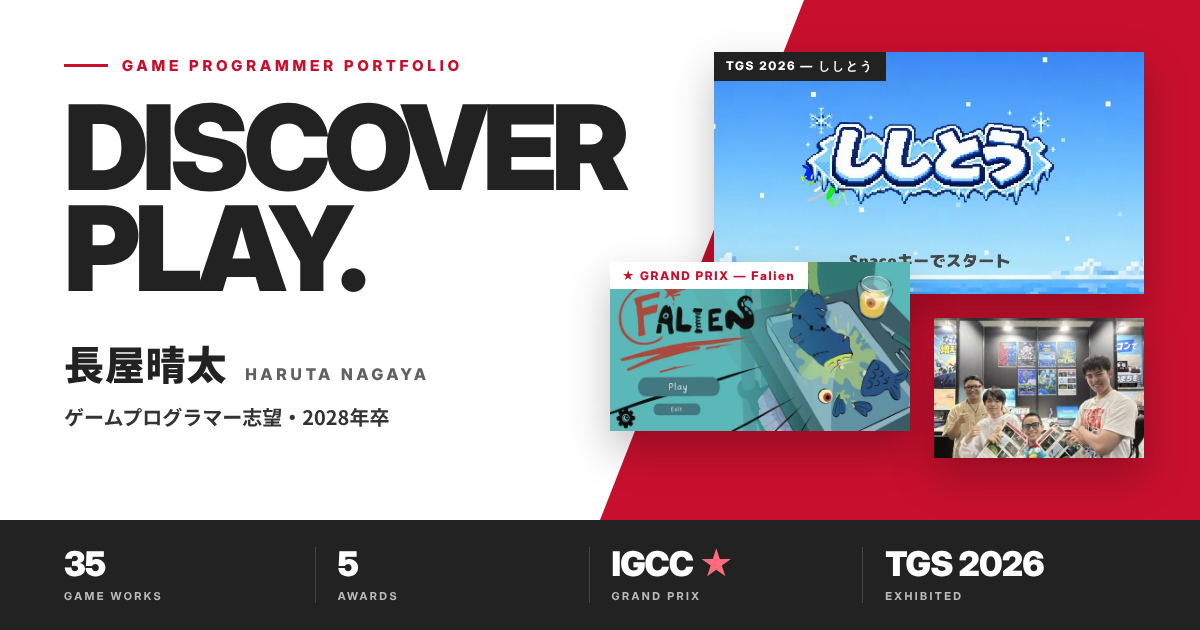 GAME PROGRAMMER PORTFOLIO
DISCOVER
PLAY.
長屋晴太 HARUTA NAGAYA
ゲームプログラマー志望・2028年卒
TGS 2026 — ししとう
ししとう
Spaceキーでスタート
★ GRAND PRIX — Falien
FALIEN
Play
Exit
35
GAME WORKS
5
AWARDS
IGCC ★
GRAND PRIX
TGS 2026
EXHIBITED